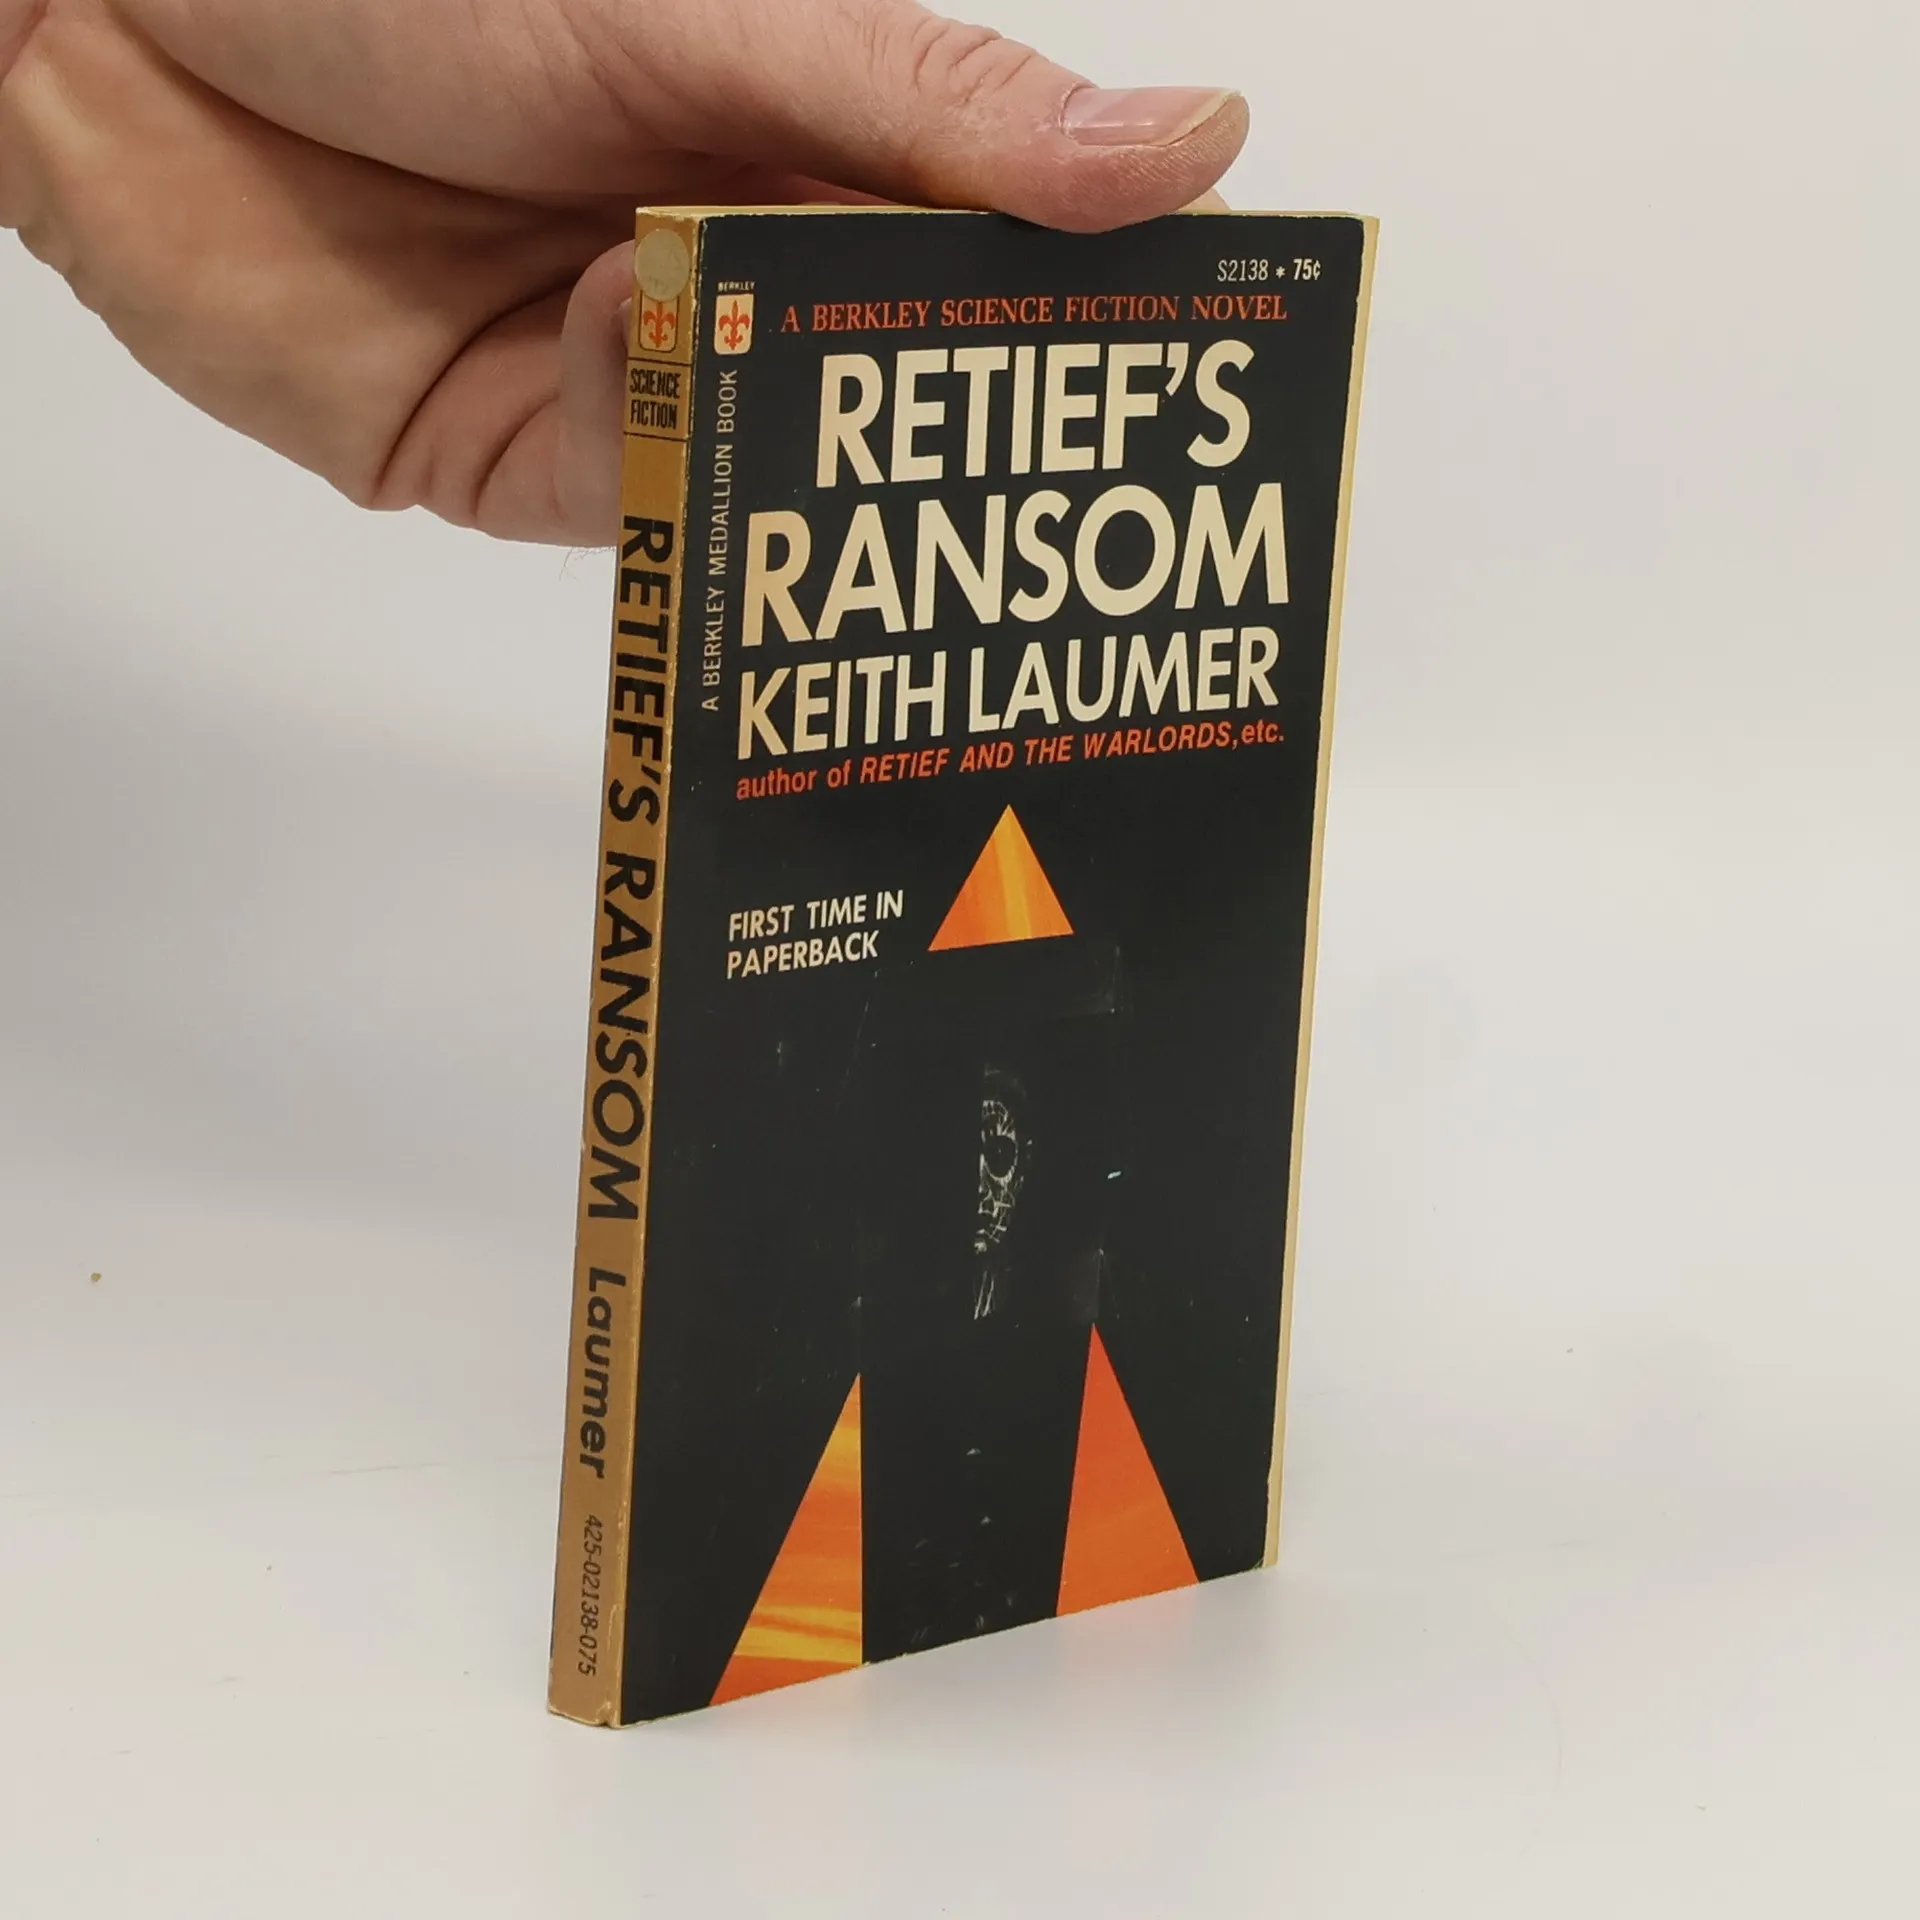 S2138 * 75¢
BERKLEY
A BERKLEY SCIENCE FICTION NOVEL
RETIEF'S
RANSOM
KEITH LAUMER
author of RETIEF AND THE WARLORDS, etc.
FIRST TIME IN
PAPERBACK
A BERKLEY MEDALLION BOOK
SCIENCE
FICTION
RETIEF'S RANSOM Laumer 425-02138-075